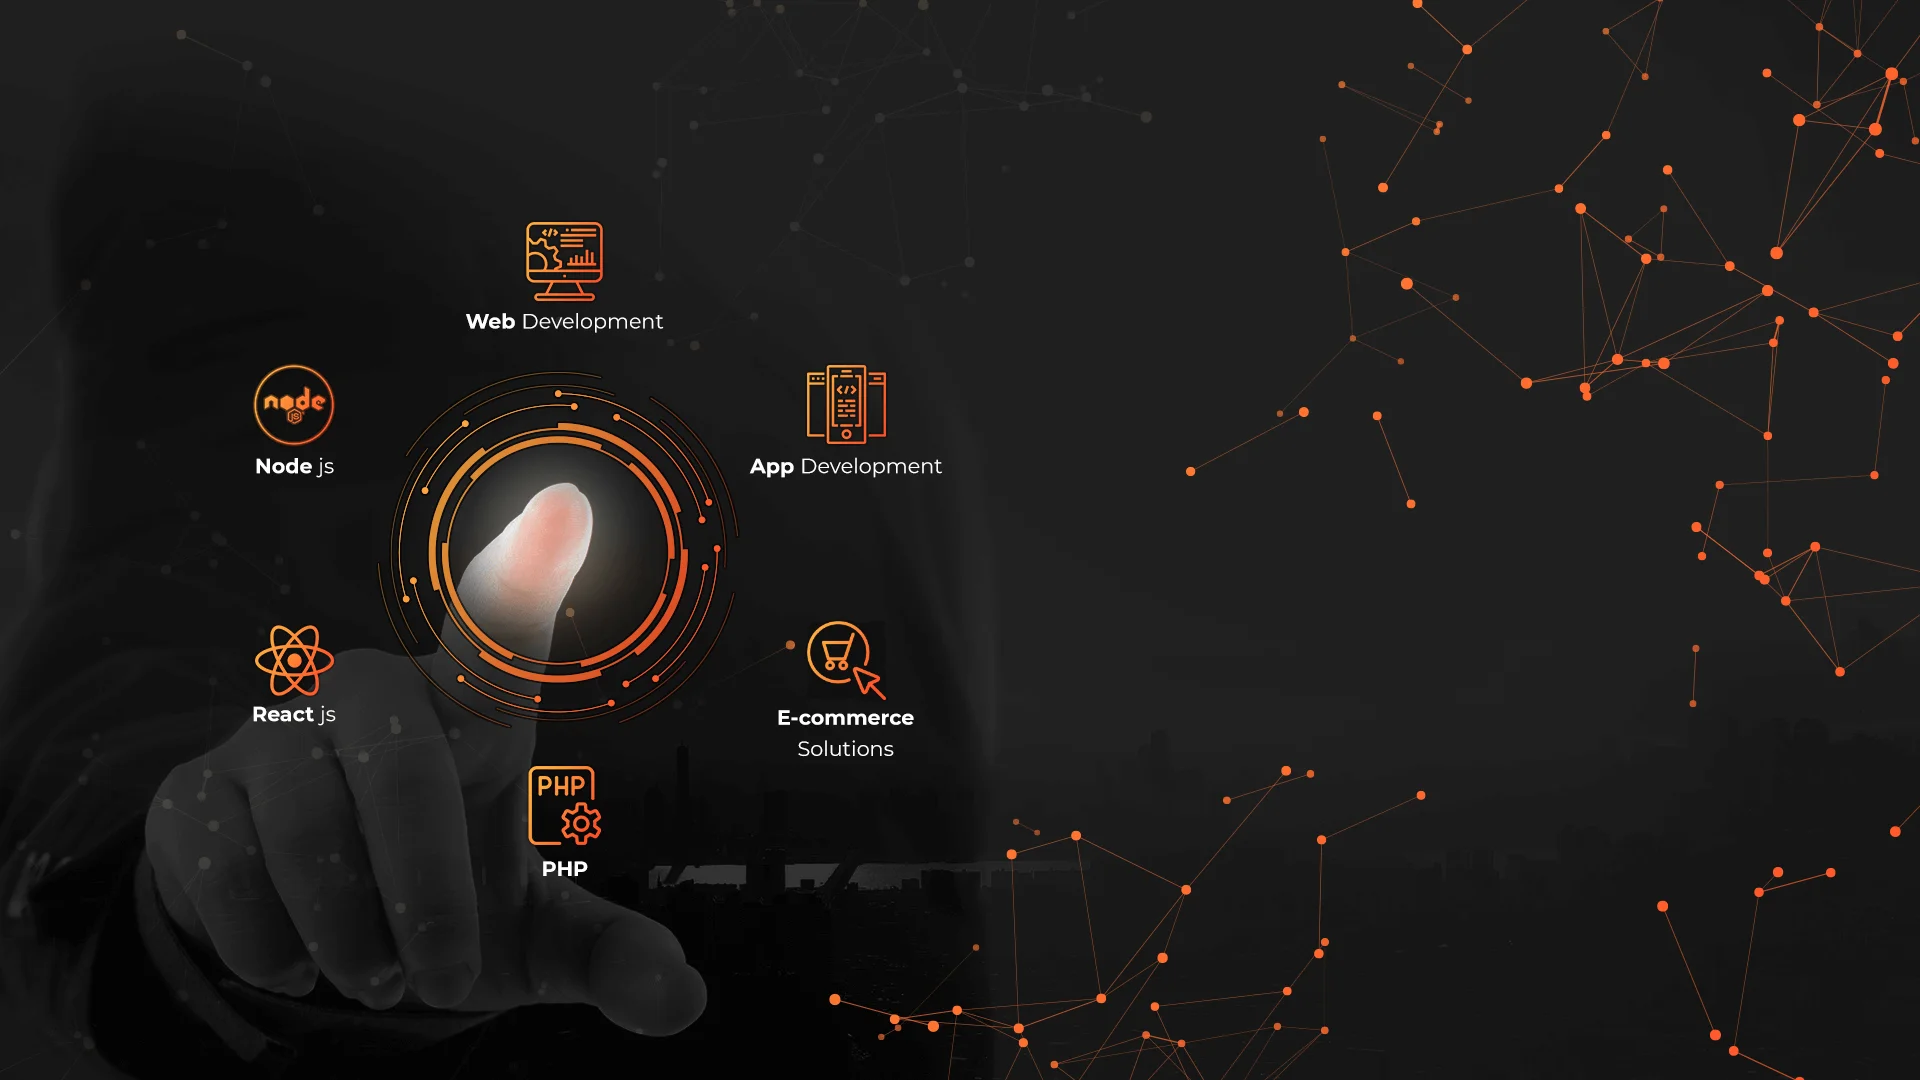 Web Development
node
JS
Node js
App Development
React js
E-commerce
Solutions
PHP
PHP